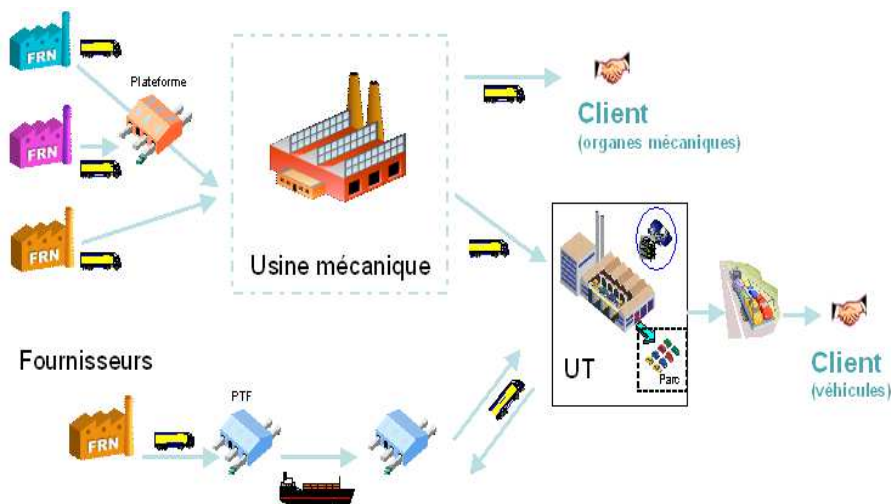 FRN
Plateforme
FRN
FRN
Client
(organes mécaniques)
Usine mécanique
Fournisseurs
UT
Parc
Client
(véhicules)
PTF
FRN